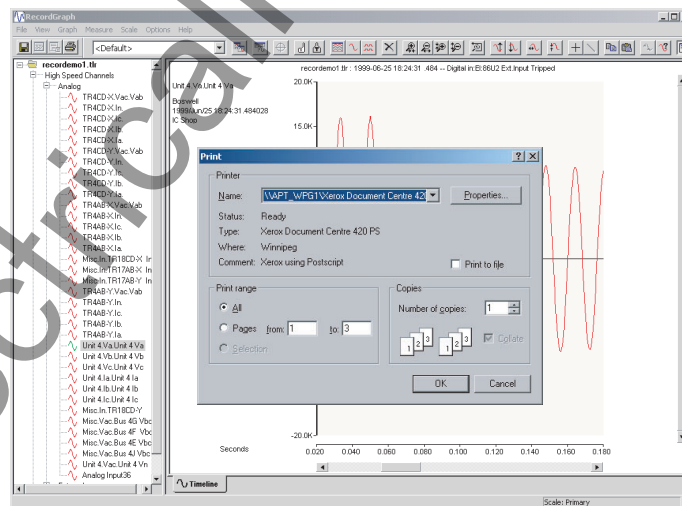 RecordGraph
File View Graph Measure Scale Options Help
<Default>
recordemo1.tlr
High Speed Channels
Analog
TR4CD-X.Vac.Vab
TR4CD-X.In.
TR4CD-X.Ic.
TR4CD-X.Ib.
TR4CD-X.Ia.
TR4CD-Y.Vac.Vab
TR4CD-Y.In.
TR4CD-Y.Ic.
TR4CD-Y.Ib.
TR4CD-Y.Ia.
TR4AB-X.Vac.Vab
TR4AB-X.In.
TR4AB-X.Ic.
TR4AB-X.Ib.
TR4AB-X.Ia.
Misc.In.TR18CD-X In
Misc.In.TR17AB-X In
Misc.In.TR17AB-Y In
TR4AB-Y.Vac.Vab
TR4AB-Y.In.
TR4AB-Y.Ic.
TR4AB-Y.Ib.
TR4AB-Y.Ia.
Unit 4.Va.Unit 4 Va
Unit 4.Vb.Unit 4 Vb
Unit 4.Vc.Unit 4 Vc
Unit 4.Ia.Unit 4 Ia
Unit 4.Ib.Unit 4 Ib
Unit 4.Ic.Unit 4 Ic
Misc.In.TR18CD-Y
Misc.Vac.Bus 4G Vbc
Misc.Vac.Bus 4F Vbc
Misc.Vac.Bus 4E Vbc
Misc.Vac.Bus 4J Vbc
Unit 4.Vac.Unit 4 Vn
Analog Input36
recordemo1.tlr : 1999-06-25 18:24:31 .484 -- Digital in:El:86U2 Ext.Input Tripped
Unit 4.Va.Unit 4 Va
Boswell
1999/Jun/25 18:24:31.484028
IC Shop
20.0K
15.0K
-20.0K
Seconds
0.020 0.040 0.060 0.080 0.100 0.120 0.140 0.160 0.180
Timeline
Scale: Primary
Print
Printer
Name: \\APT_WPG1\Xerox Document Centre 42
Properties...
Status: Ready
Type: Xerox Document Centre 420 PS
Where: Winnipeg
Comment: Xerox using Postscript
Print to file
Print range
All
Pages from: 1 to: 3
Selection
Copies
Number of copies: 1
1 2 3 1 2 3
Collate
OK Cancel